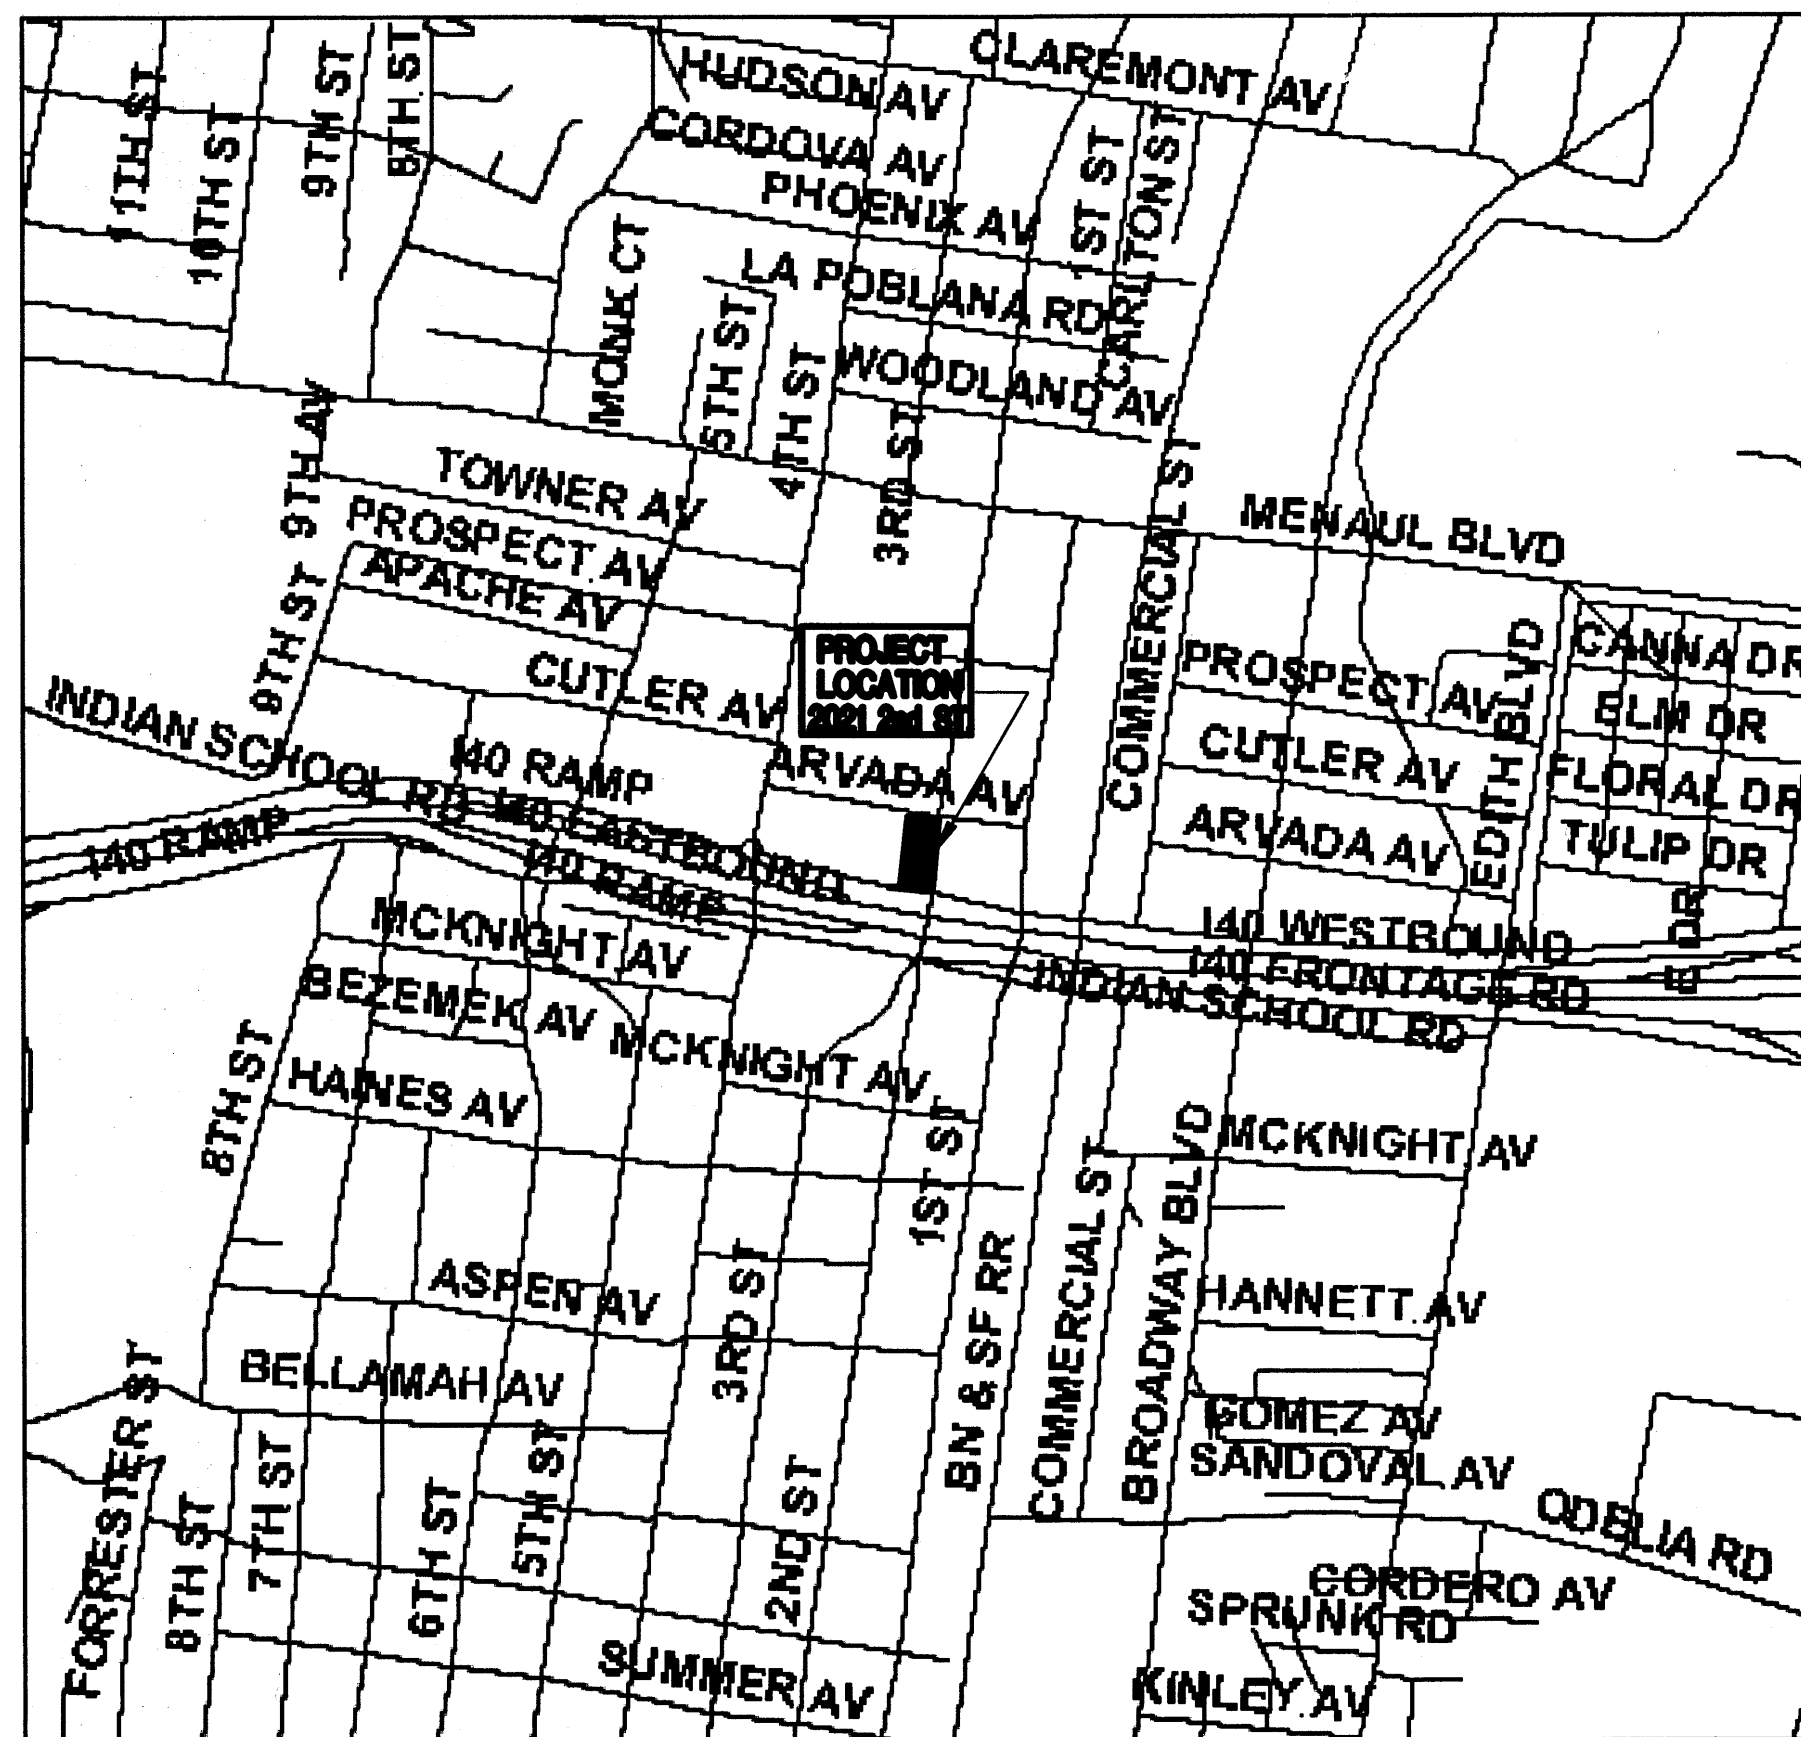 CLAREMONT AV
HUDSON AV
CORDOVA AV
PHOENIX AV
11TH ST
10TH ST
9TH ST
8TH ST
1ST ST
CARLTON ST
MONK CT
LA POBLANA RD
5TH ST
4TH ST
WOODLAND AV
3RD ST
9TH AV
TOWNER AV
MENAUL BLVD
PROSPECT AV
APACHE AV
9TH ST
COMMERCIAL ST
PROJECT
LOCATION
2021 2nd ST
CUTLER AV
PROSPECT AV
EDITH BLVD
CANNA DR
ELM DR
INDIAN SCHOOL RD
I40 RAMP
ARVADA AV
CUTLER AV
FLORAL DR
I40 RAMP
I40 EASTBOUND
I40 RAMP
ARVADA AV
TULIP DR
E DR
MCKNIGHT AV
I40 WESTBOUND
I40 FRONTAGE RD
INDIAN SCHOOL RD
BEZEMEK AV
MCKNIGHT AV
8TH ST
HAINES AV
1ST ST
MCKNIGHT AV
ASPEN AV
3RD ST
BN & SF RR
COMMERCIAL ST
BROADWAY BLVD
HANNETT AV
BELLAMAH AV
GOMEZ AV
SANDOVAL AV
FORRESTER ST
8TH ST
7TH ST
6TH ST
5TH ST
2ND ST
ODELIA RD
CORDERO AV
SPRUNK RD
SUMMER AV
KINLEY AV